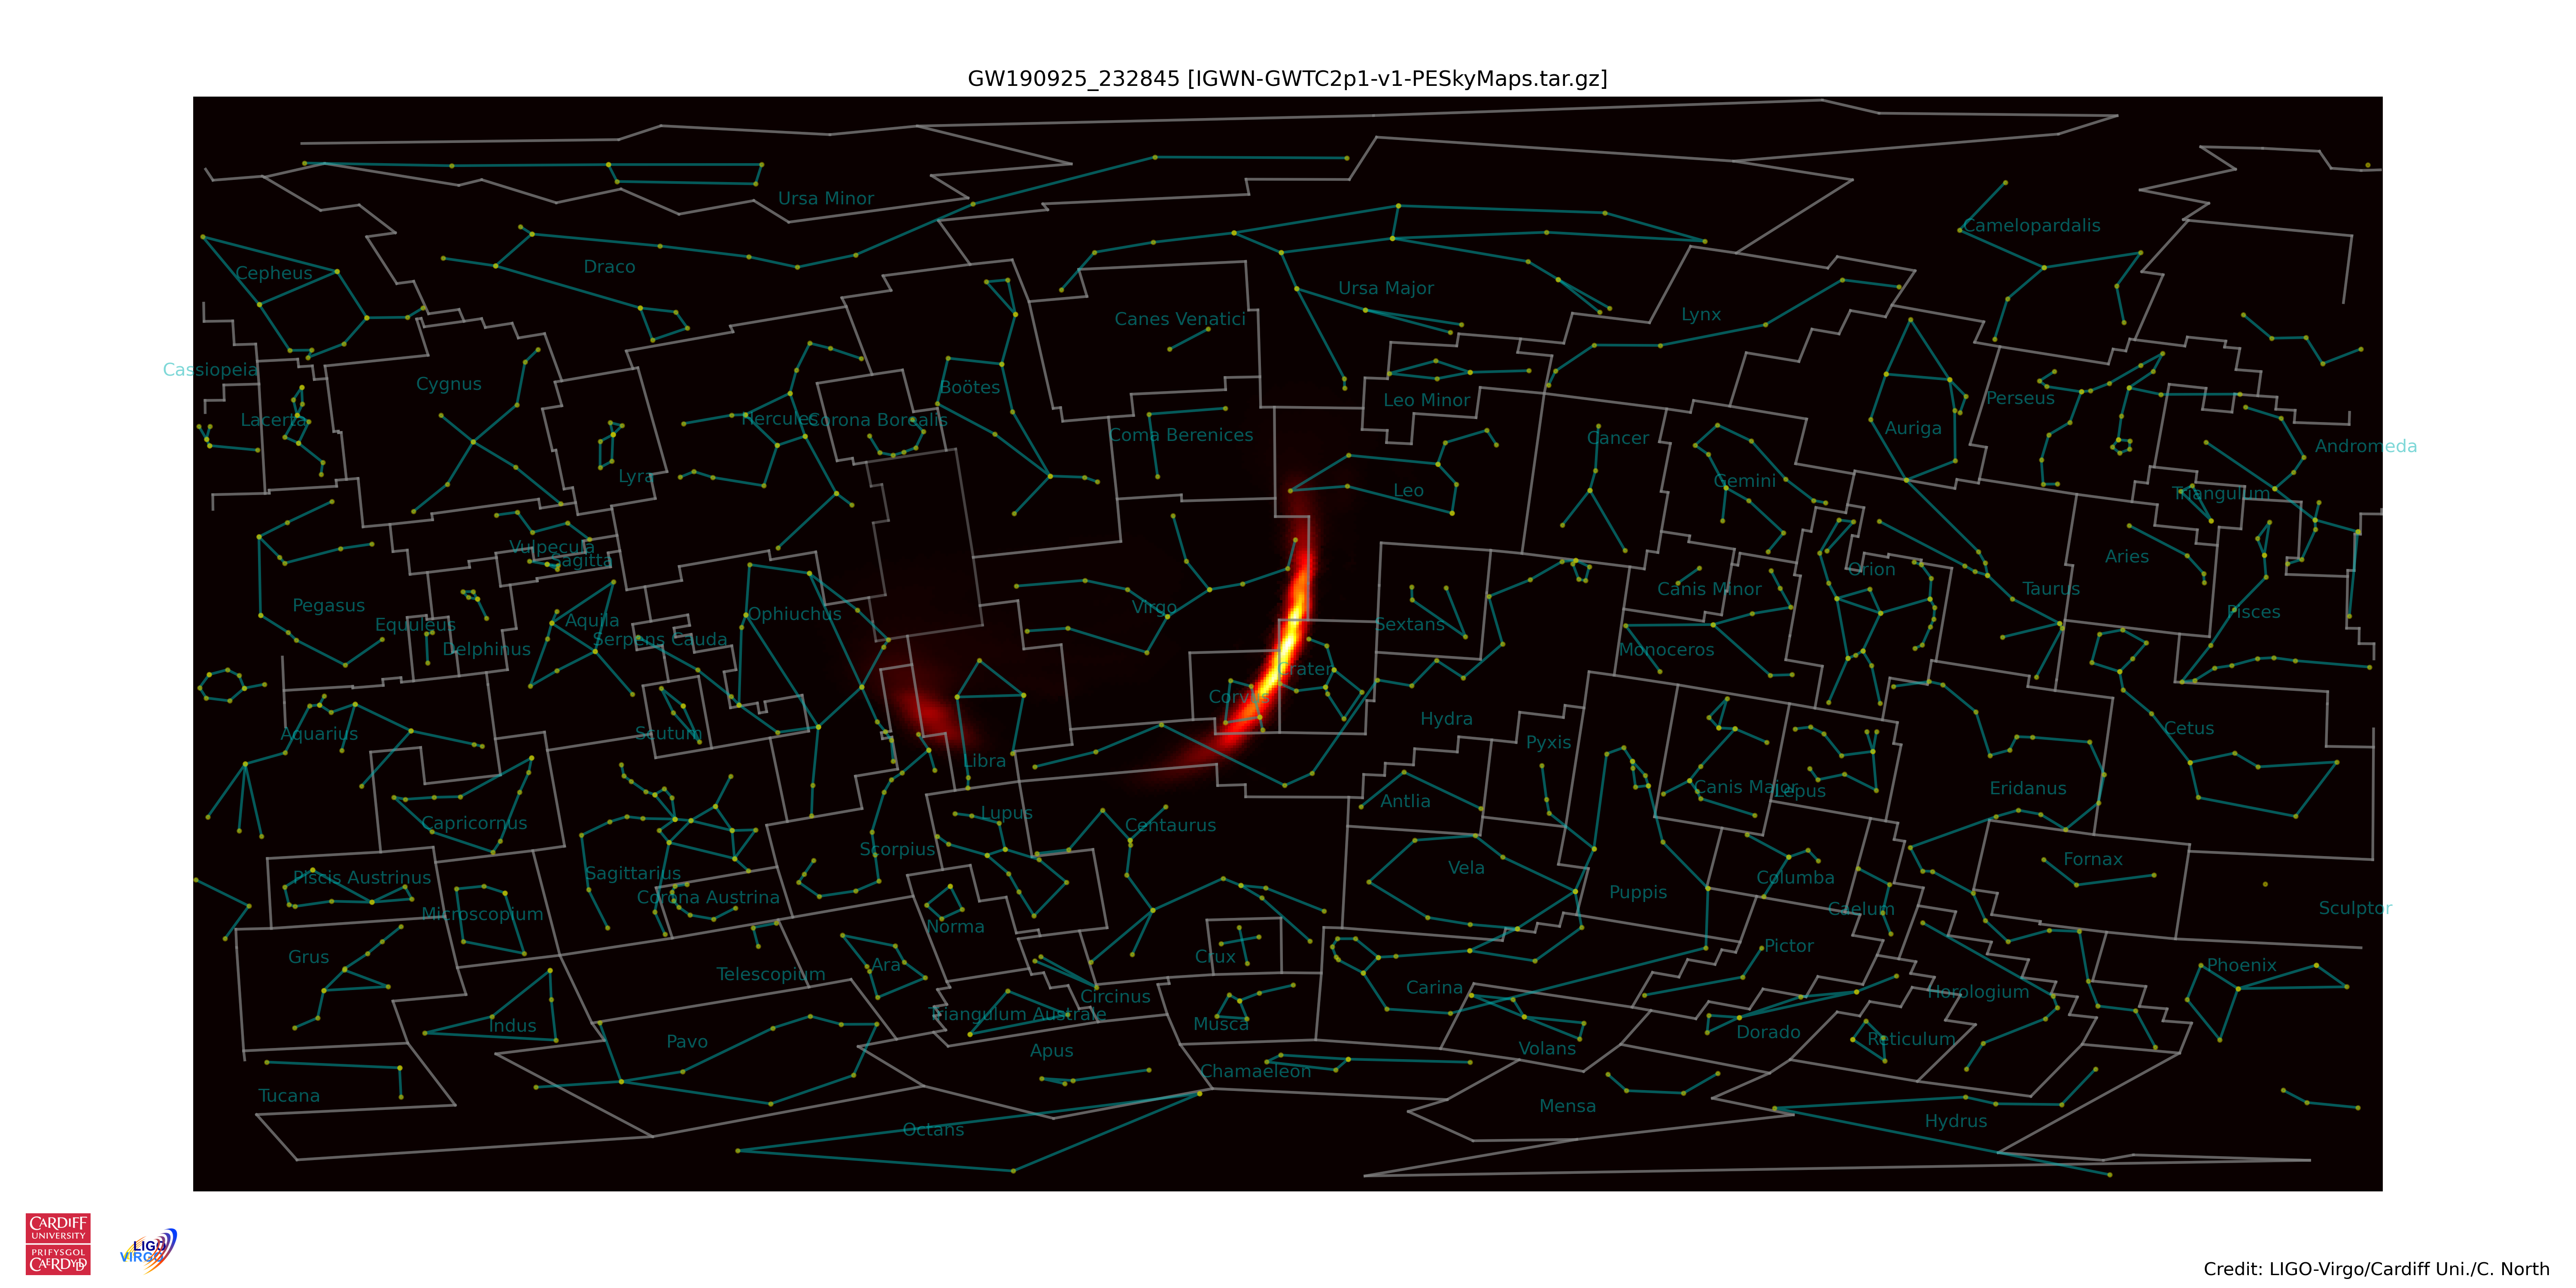 GW190925_232845 [IGWN-GWTC2p1-v1-PESkyMaps.tar.gz]
Ursa Minor
Camelopardalis
Draco
Cepheus
Ursa Major
Lynx
Canes Venatici
Cassiopeia
Cygnus
Boötes
Perseus
Leo Minor
Lacerta
Hercules
Corona Borealis
Auriga
Coma Berenices
Cancer
Andromeda
Lyra
Gemini
Leo
Triangulum
Vulpecula
Sagitta
Aries
Orion
Canis Minor
Taurus
Pegasus
Virgo
Ophiuchus
Pisces
Aquila
Equuleus
Sextans
Serpens Cauda
Delphinus
Monoceros
Crater
Corvus
Hydra
Cetus
Aquarius
Scutum
Pyxis
Libra
Canis Major
Lepus
Eridanus
Antlia
Lupus
Capricornus
Centaurus
Scorpius
Fornax
Vela
Sagittarius
Piscis Austrinus
Columba
Puppis
Corona Austrina
Caelum
Sculptor
Microscopium
Norma
Pictor
Grus
Crux
Ara
Phoenix
Telescopium
Carina
Horologium
Circinus
Triangulum Australe
Musca
Indus
Dorado
Reticulum
Pavo
Volans
Apus
Chamaeleon
Tucana
Mensa
Hydrus
Octans
CARDIFF
UNIVERSITY
PRIFYSGOL
CAERDYDD
LIGO
VIRGO
Credit: LIGO-Virgo/Cardiff Uni./C. North